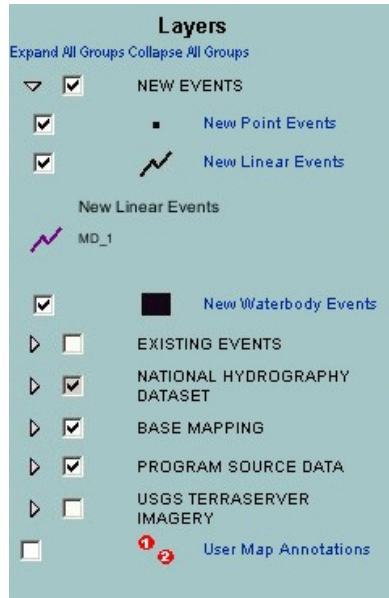 Layers
Expand All Groups Collapse All Groups
NEW EVENTS
New Point Events
New Linear Events
New Linear Events
MD_1
New Waterbody Events
EXISTING EVENTS
NATIONAL HYDROGRAPHY
DATASET
BASE MAPPING
PROGRAM SOURCE DATA
USGS TERRASERVER
IMAGERY
1
2
User Map Annotations